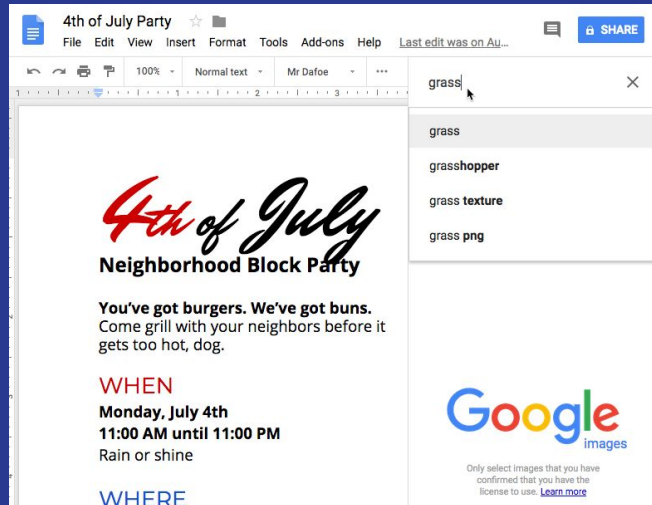 4th of July Party
File Edit View Insert Format Tools Add-ons Help Last edit was on Au...
SHARE
100% Normal text Mr Dafoe
1 1 2 3
grass
grass
grasshopper
grass texture
grass png
4th of July
Neighborhood Block Party
You've got burgers. We've got buns.
Come grill with your neighbors before it
gets too hot, dog.
WHEN
Monday, July 4th
11:00 AM until 11:00 PM
Rain or shine
WHERE
Google
images
Only select images that you have
confirmed that you have the
license to use. Learn more